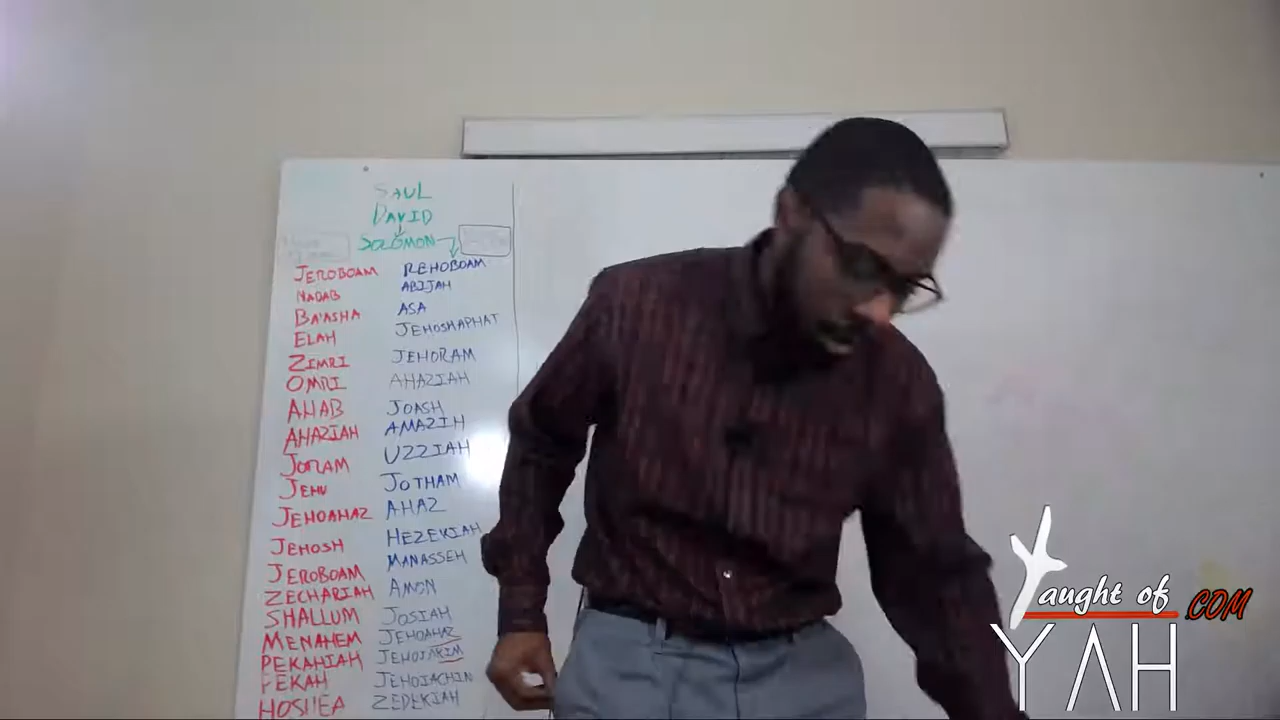 SAUL
DAVID
SOLOMON
JEROBOAM REHOBOAM
NADAB ABIJAH
BA'ASHA ASA
ELAH JEHOSHAPHAT
ZIMRI JEHORAM
OMRI AHAZIAH
AHAB JOASH
AHAZIAH AMAZIH
JORAM UZZIAH
JEHU JOTHAM
JEHOAHAZ AHAZ
JEHOSH HEZEKIAH
JEROBOAM MANASSEH
ZECHARIAH AMON
SHALLUM JOSIAH
MENAHEM JEHOAHAZ
PEKAHIAH JEHOIAKIM
PEKAH JEHOIACHIN
HOSHEA ZEDEKIAH
Yaught of .COM
YAH